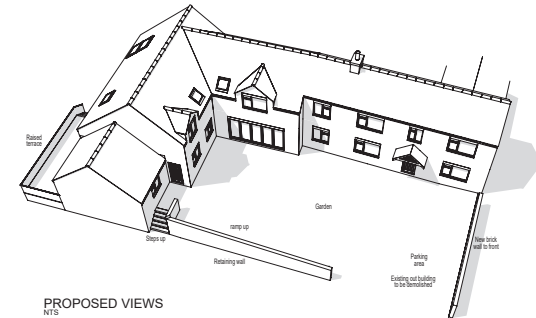 Raised
terrace
Garden
ramp up
Steps up
Retaining wall
New brick
wall to front
Parking
area
Existing out building
to be demolished
PROPOSED VIEWS
NTS